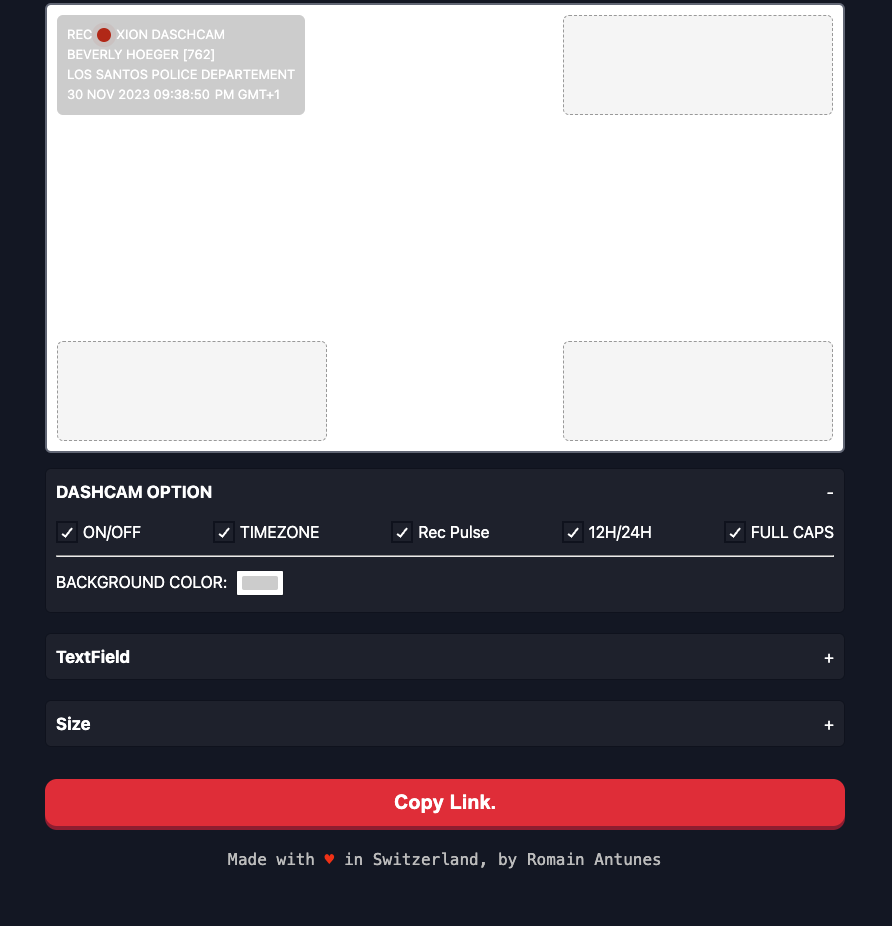 REC XION DASCHCAM
BEVERLY HOEGER [762]
LOS SANTOS POLICE DEPARTEMENT
30 NOV 2023 09:38:50 PM GMT+1
DASHCAM OPTION -
ON/OFF TIMEZONE Rec Pulse 12H/24H FULL CAPS
BACKGROUND COLOR:
TextField +
Size +
Copy Link.
Made with ♥ in Switzerland, by Romain Antunes